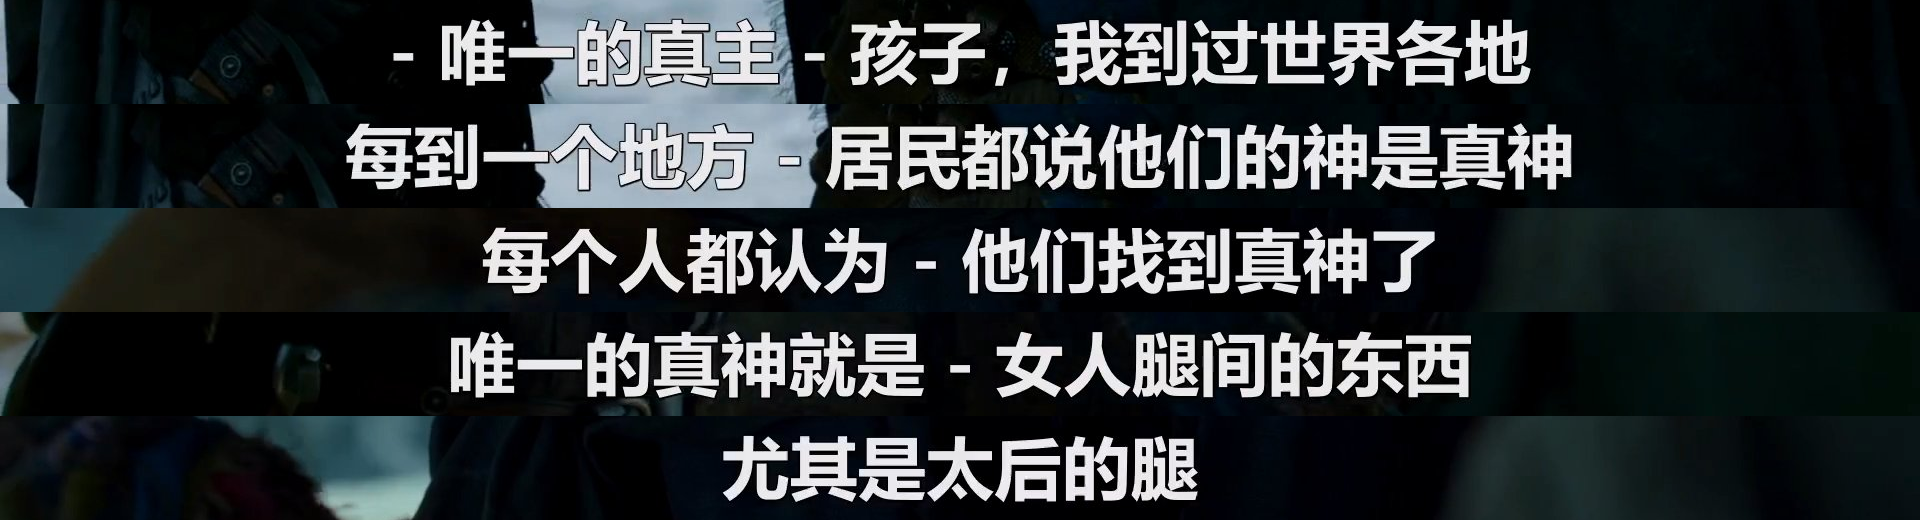 - 唯一的真主 - 孩子，我到过世界各地
每到一个地方 - 居民都说他们的神是真神
每个人都认为 - 他们找到真神了
唯一的真神就是 - 女人腿间的东西
尤其是太后的腿